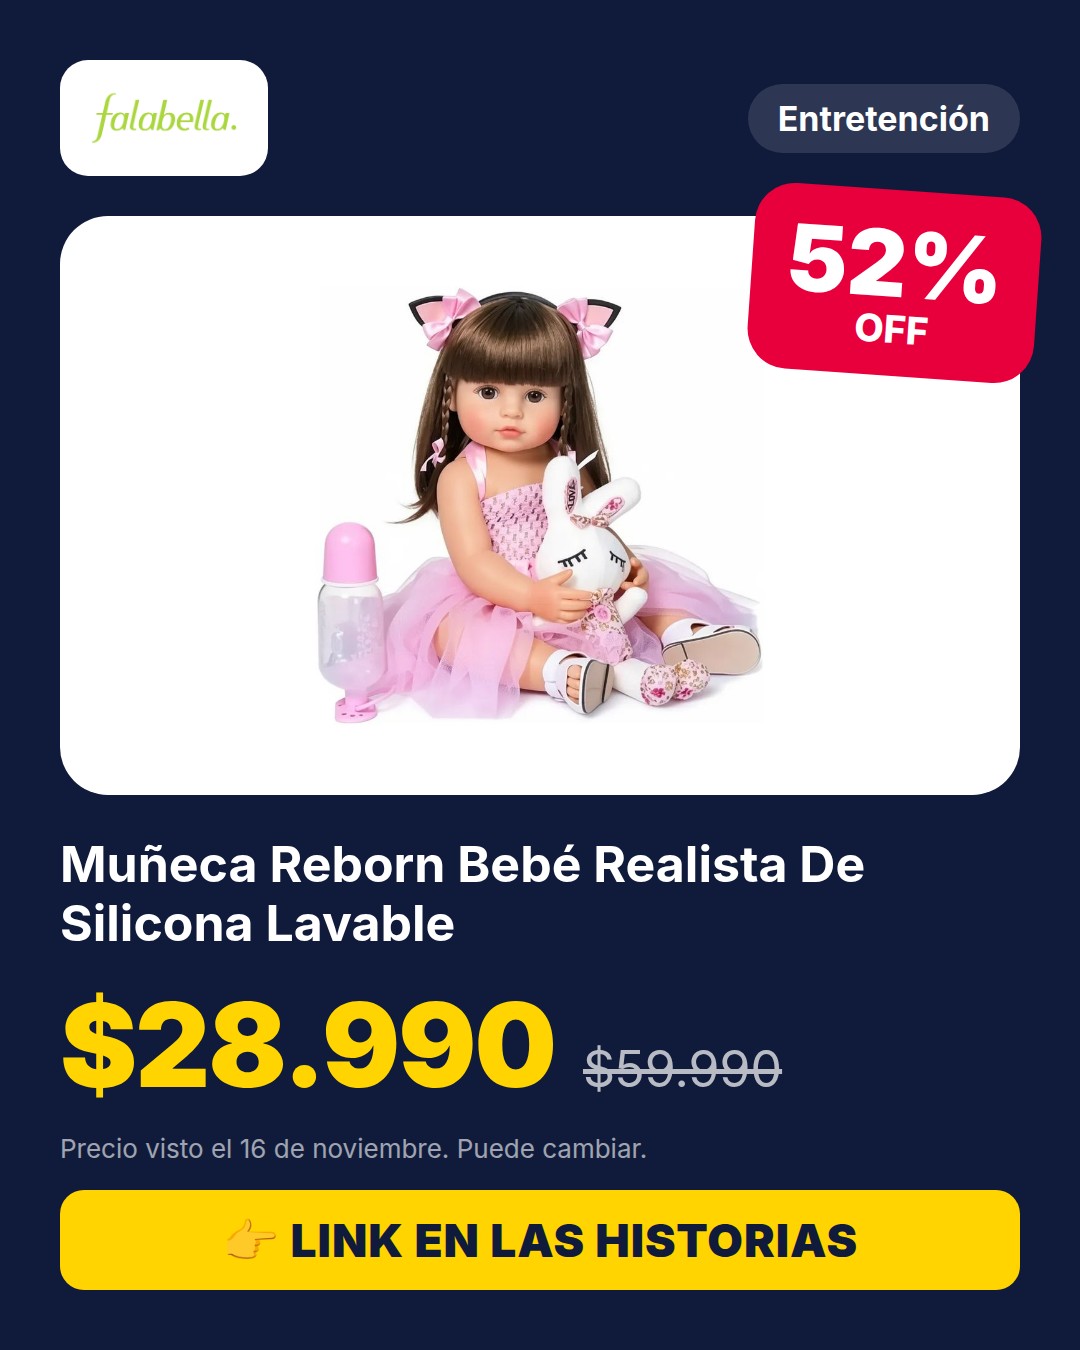 falabella.
Entretención
52%
OFF
LOVE
Muñeca Reborn Bebé Realista De
Silicona Lavable
$28.990 $59.990
Precio visto el 16 de noviembre. Puede cambiar.
👉 LINK EN LAS HISTORIAS